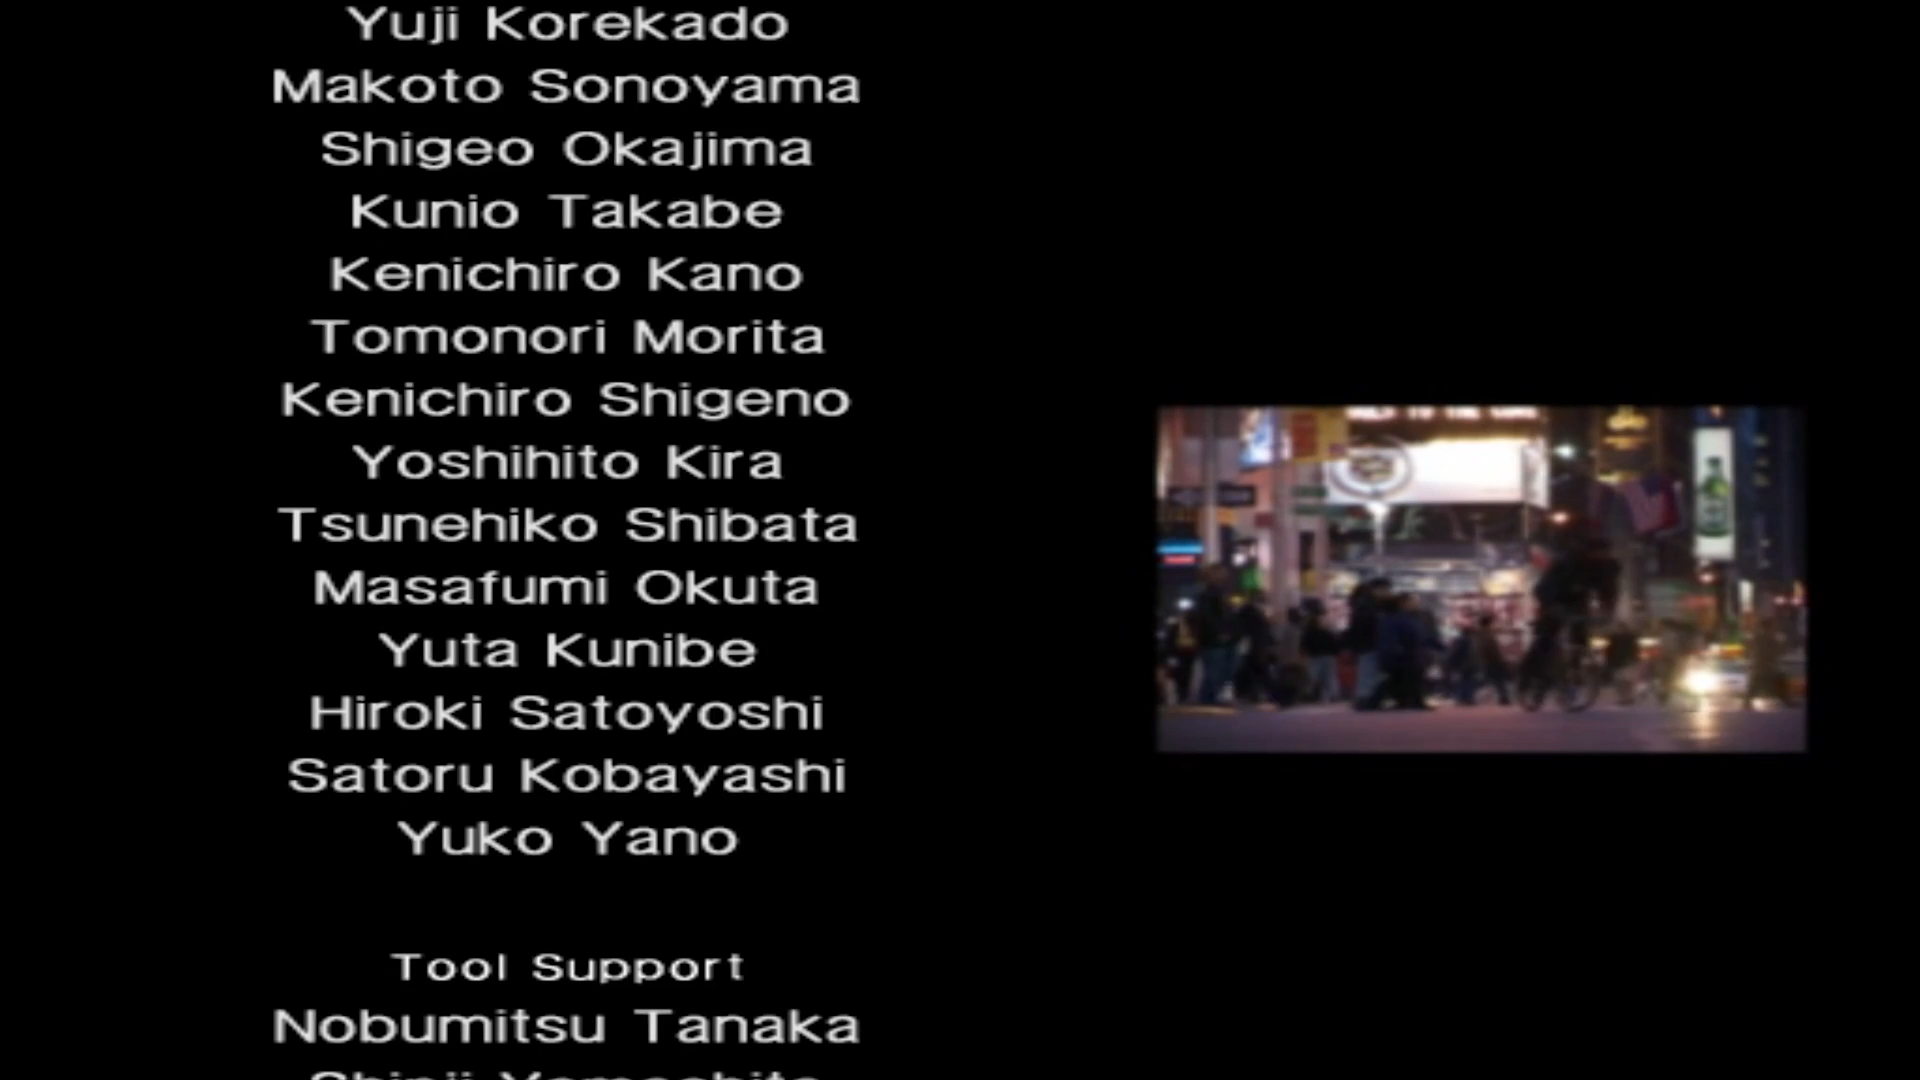 Yuji Korekado
Makoto Sonoyama
Shigeo Okajima
Kunio Takabe
Kenichiro Kano
Tomonori Morita
Kenichiro Shigeno
Yoshihito Kira
Tsunehiko Shibata
Masafumi Okuta
Yuta Kunibe
Hiroki Satoyoshi
Satoru Kobayashi
Yuko Yano
Tool Support
Nobumitsu Tanaka